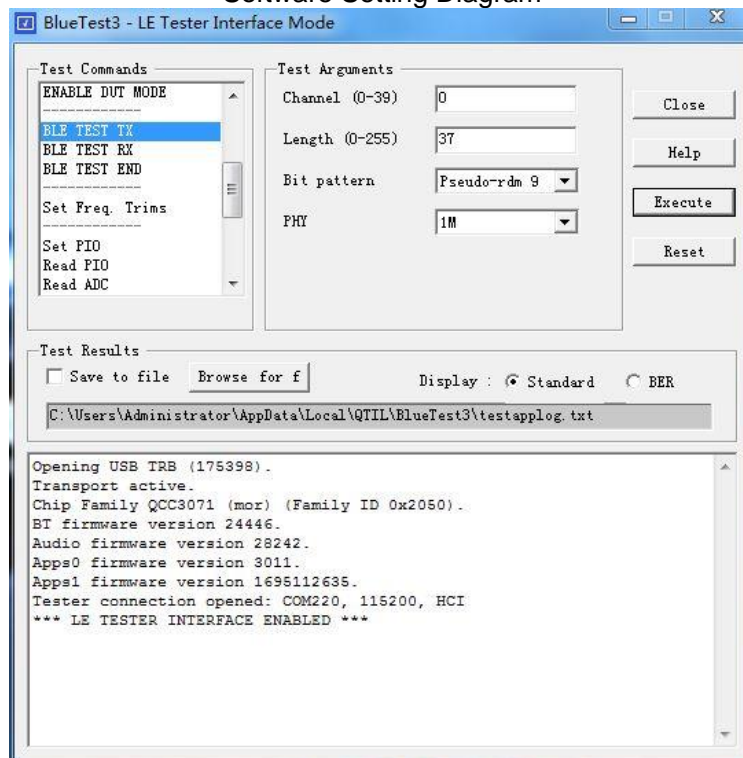 Software Setting Diagram
BlueTest3 - LE Tester Interface Mode
Test Commands
ENABLE DUT MODE
------------
BLE TEST TX
BLE TEST RX
BLE TEST END
------------
Set Freq. Trims
------------
Set PIO
Read PIO
Read ADC
Test Arguments
Channel (0-39) 0
Length (0-255) 37
Bit pattern Pseudo-rdm 9
PHY 1M
Close
Help
Execute
Reset
Test Results
Save to file Browse for f Display : Standard BER
C:\Users\Administrator\AppData\Local\QTIL\BlueTest3\testapplog.txt
Opening USB TRB (175398).
Transport active.
Chip Family QCC3071 (mor) (Family ID 0x2050).
BT firmware version 24446.
Audio firmware version 28242.
Apps0 firmware version 3011.
Apps1 firmware version 1695112635.
Tester connection opened: COM220, 115200, HCI
*** LE TESTER INTERFACE ENABLED ***